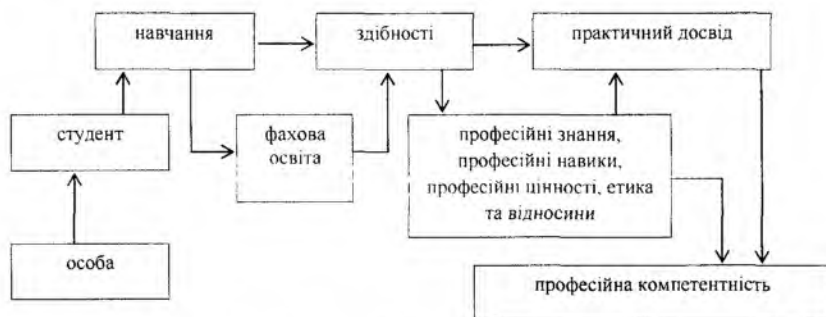 навчання
здібності
практичний досвід
студент
фахова
освіта
професійні знання,
професійні навики,
професійні цінності, етика
та відносини
особа
професійна компетентність